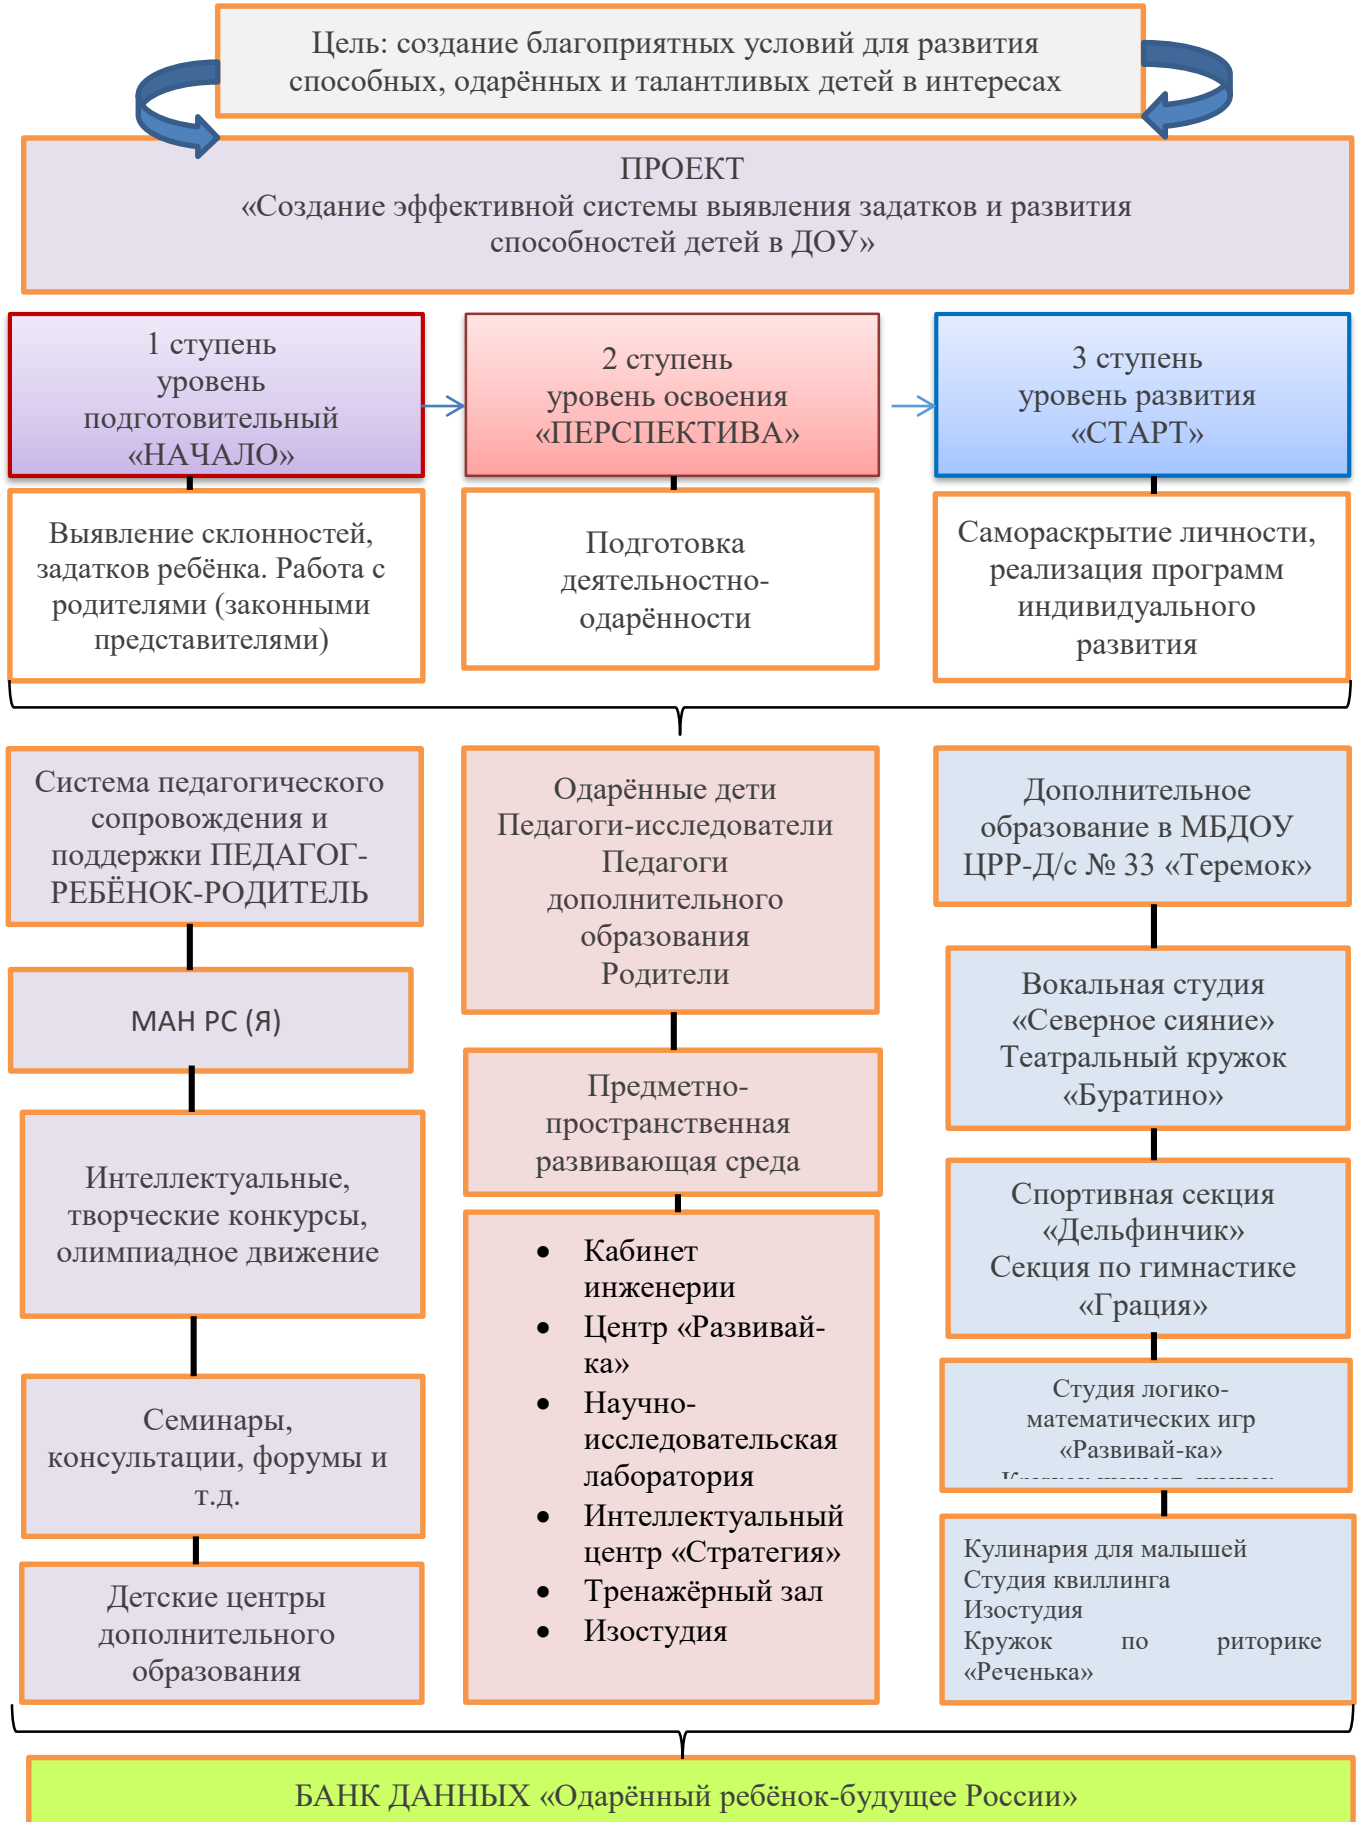 Цель: создание благоприятных условий для развития
способных, одарённых и талантливых детей в интересах
ПРОЕКТ
«Создание эффективной системы выявления задатков и развития
способностей детей в ДОУ»
1 ступень
уровень
подготовительный
«НАЧАЛО»
2 ступень
уровень освоения
«ПЕРСПЕКТИВА»
3 ступень
уровень развития
«СТАРТ»
Выявление склонностей,
задатков ребёнка. Работа с
родителями (законными
представителями)
Подготовка
деятельностно-
одарённости
Самораскрытие личности,
реализация программ
индивидуального
развития
Система педагогического
сопровождения и
поддержки ПЕДАГОГ-
РЕБЁНОК-РОДИТЕЛЬ
МАН РС (Я)
Интеллектуальные,
творческие конкурсы,
олимпиадное движение
Семинары,
консультации, форумы и
т.д.
Детские центры
дополнительного
образования
Одарённые дети
Педагоги-исследователи
Педагоги
дополнительного
образования
Родители
Предметно-
пространственная
развивающая среда
• Кабинет
инженерии
• Центр «Развивай-
ка»
• Научно-
исследовательская
лаборатория
• Интеллектуальный
центр «Стратегия»
• Тренажёрный зал
• Изостудия
Дополнительное
образование в МБДОУ
ЦРР-Д/с № 33 «Теремок»
Вокальная студия
«Северное сияние»
Театральный кружок
«Буратино»
Спортивная секция
«Дельфинчик»
Секция по гимнастике
«Грация»
Студия логико-
математических игр
«Развивай-ка»
Кулинария для малышей
Студия квиллинга
Изостудия
Кружок по риторике
«Реченька»
БАНК ДАННЫХ «Одарённый ребёнок-будущее России»